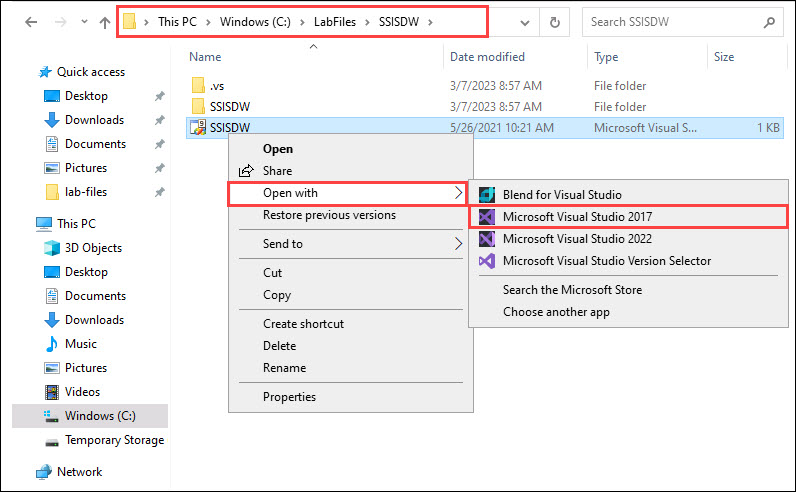 This PC > Windows (C:) > LabFiles > SSISDW >
Search SSISDW
Name Date modified Type Size
Quick access
Desktop
Downloads
Documents
Pictures
lab-files
This PC
3D Objects
Desktop
Documents
Downloads
Music
Pictures
Videos
Windows (C:)
Temporary Storage
Network
.vs 3/7/2023 8:57 AM File folder
SSISDW 3/7/2023 8:57 AM File folder
SSISDW 5/26/2021 10:21 AM Microsoft Visual S... 1 KB
Open
Share
Open with
Restore previous versions
Send to
Cut
Copy
Create shortcut
Delete
Rename
Properties
Blend for Visual Studio
Microsoft Visual Studio 2017
Microsoft Visual Studio 2022
Microsoft Visual Studio Version Selector
Search the Microsoft Store
Choose another app